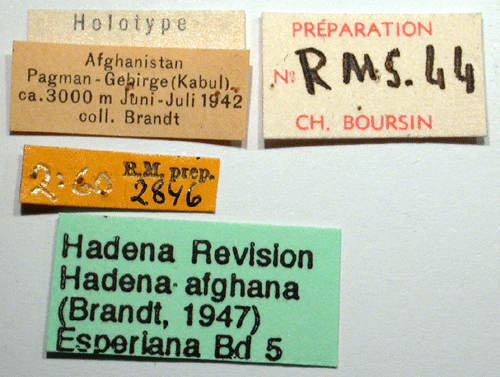 Holotype
Afghanistan
Pagman-Gebirge(Kabul)
ca.3000 m Juni-Juli 1942
coll. Brandt
PRÉPARATION
No RMS.44
CH. BOURSIN
2:60
R.M. prep.
2846
Hadena Revision
Hadena afghana
(Brandt, 1947)
Esperiana Bd 5